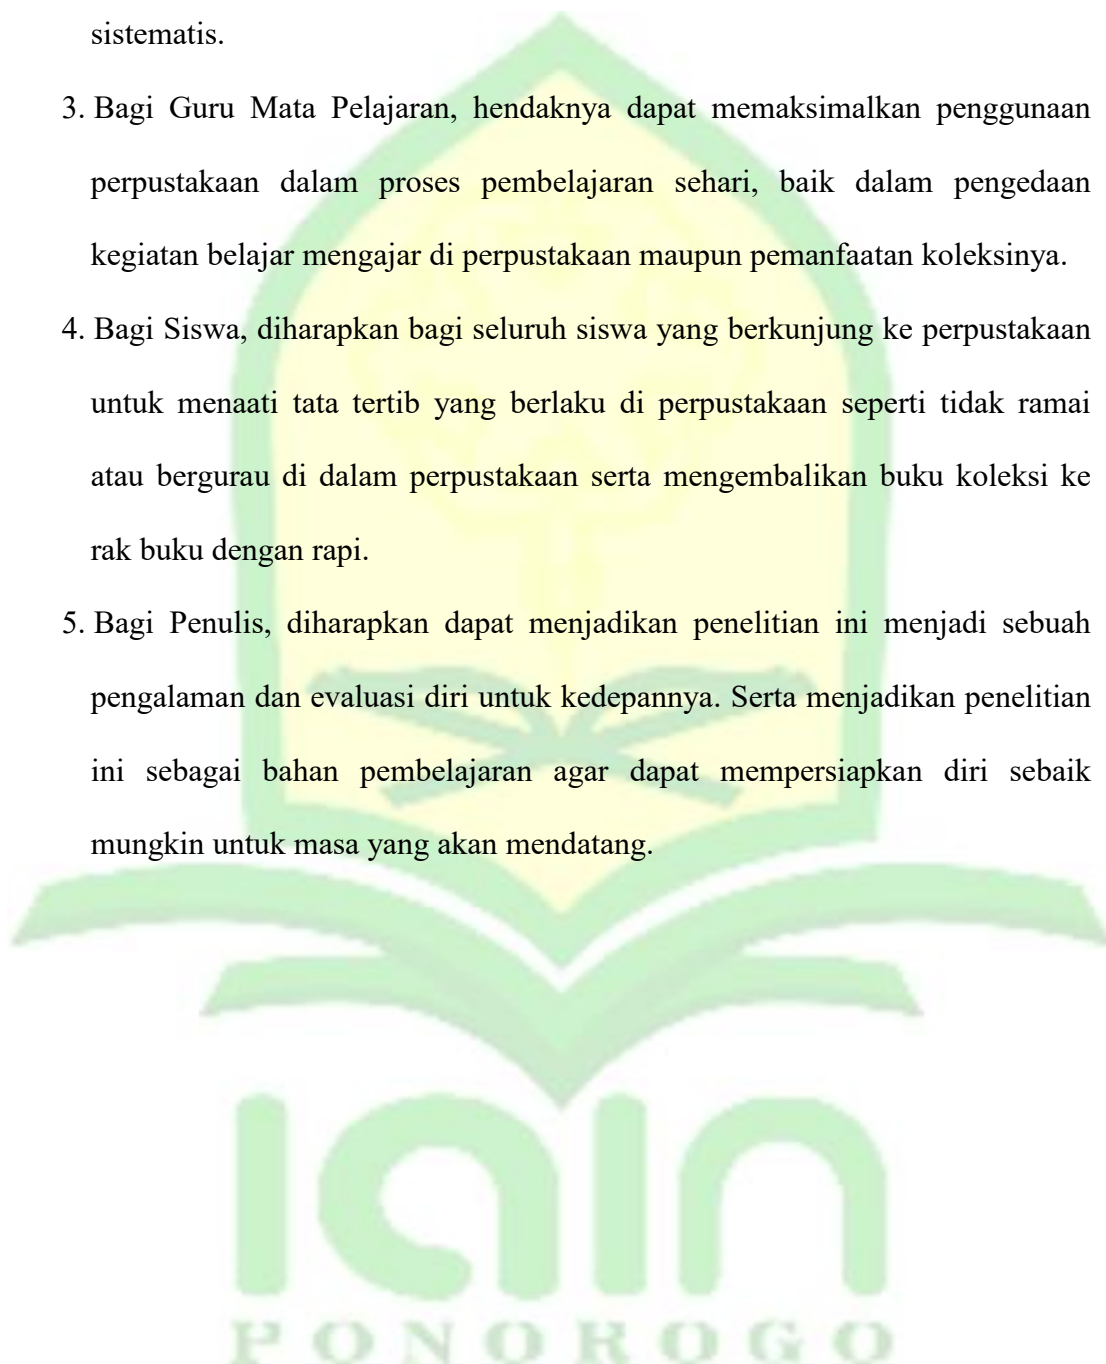 sistematis.
3. Bagi Guru Mata Pelajaran, hendaknya dapat memaksimalkan penggunaan
perpustakaan dalam proses pembelajaran sehari, baik dalam pengedaan
kegiatan belajar mengajar di perpustakaan maupun pemanfaatan koleksinya.
4. Bagi Siswa, diharapkan bagi seluruh siswa yang berkunjung ke perpustakaan
untuk menaati tata tertib yang berlaku di perpustakaan seperti tidak ramai
atau bergurau di dalam perpustakaan serta mengembalikan buku koleksi ke
rak buku dengan rapi.
5. Bagi Penulis, diharapkan dapat menjadikan penelitian ini menjadi sebuah
pengalaman dan evaluasi diri untuk kedepannya. Serta menjadikan penelitian
ini sebagai bahan pembelajaran agar dapat mempersiapkan diri sebaik
mungkin untuk masa yang akan mendatang.
iain
PONOROGO